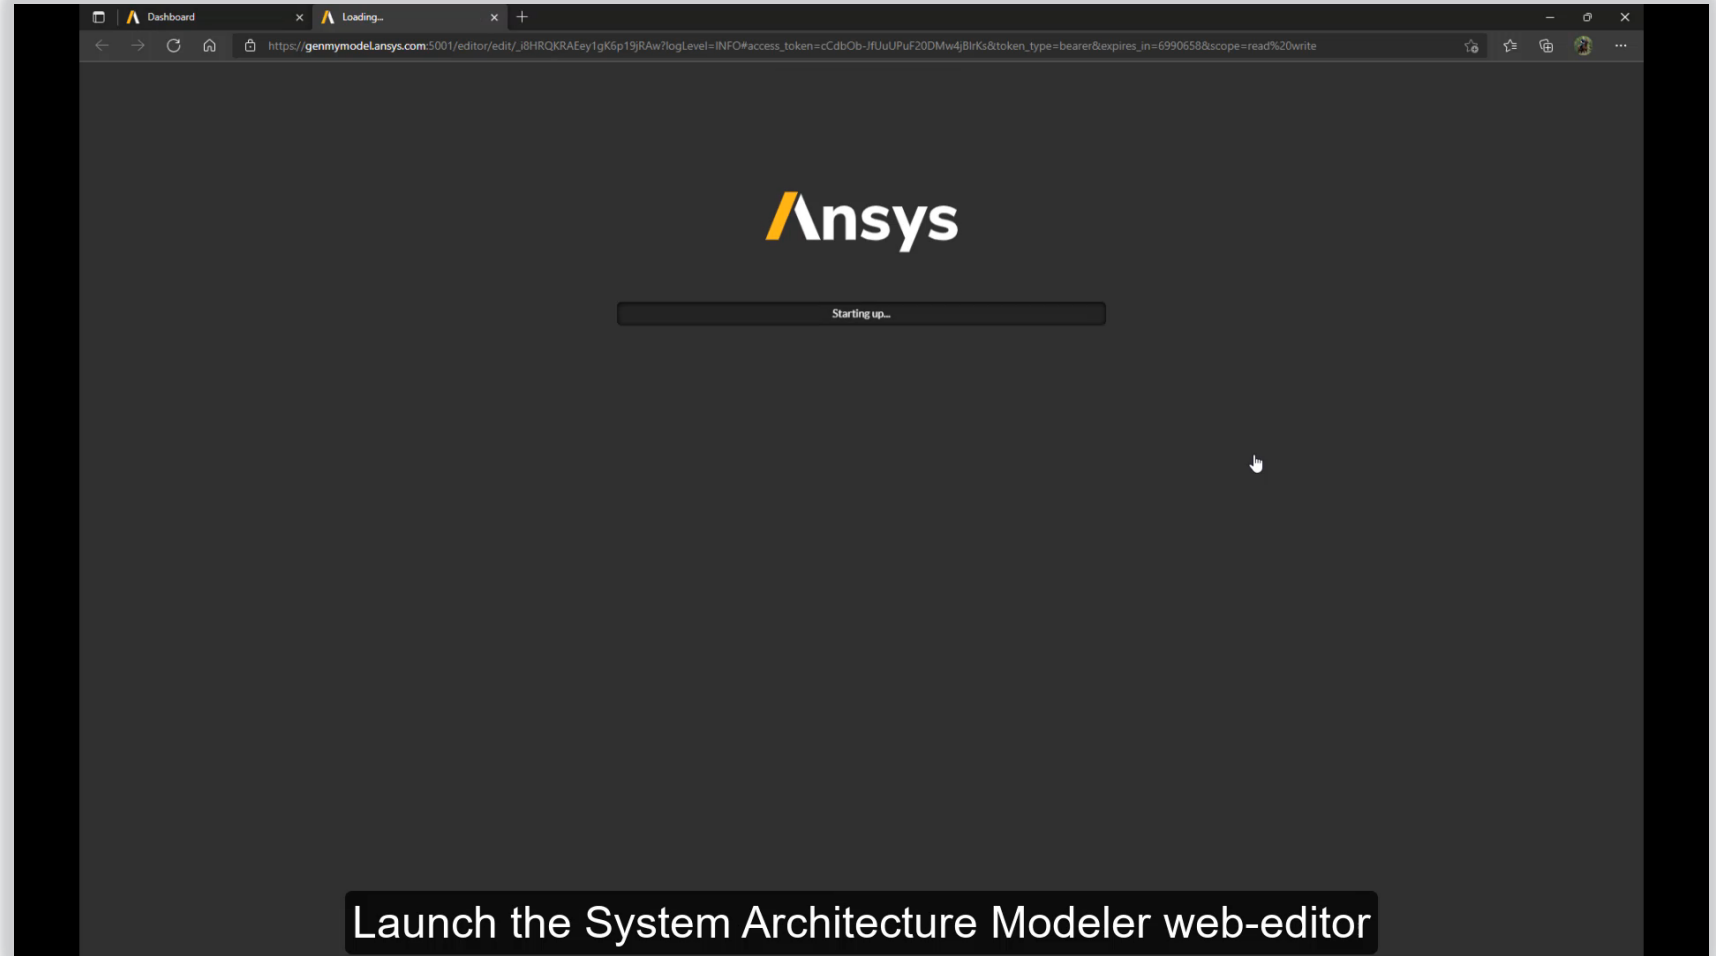 Dashboard
Loading...
https://genmymodel.ansys.com:5001/editor/edit/_i8HRQKRAEey1gK6p19jRAw?logLevel=INFO#access_token=cCdbOb-JfUuUPuF20DMw4jBIrKs&token_type=bearer&expires_in=6990658&scope=read%20write
Ansys
Starting up...
Launch the System Architecture Modeler web-editor